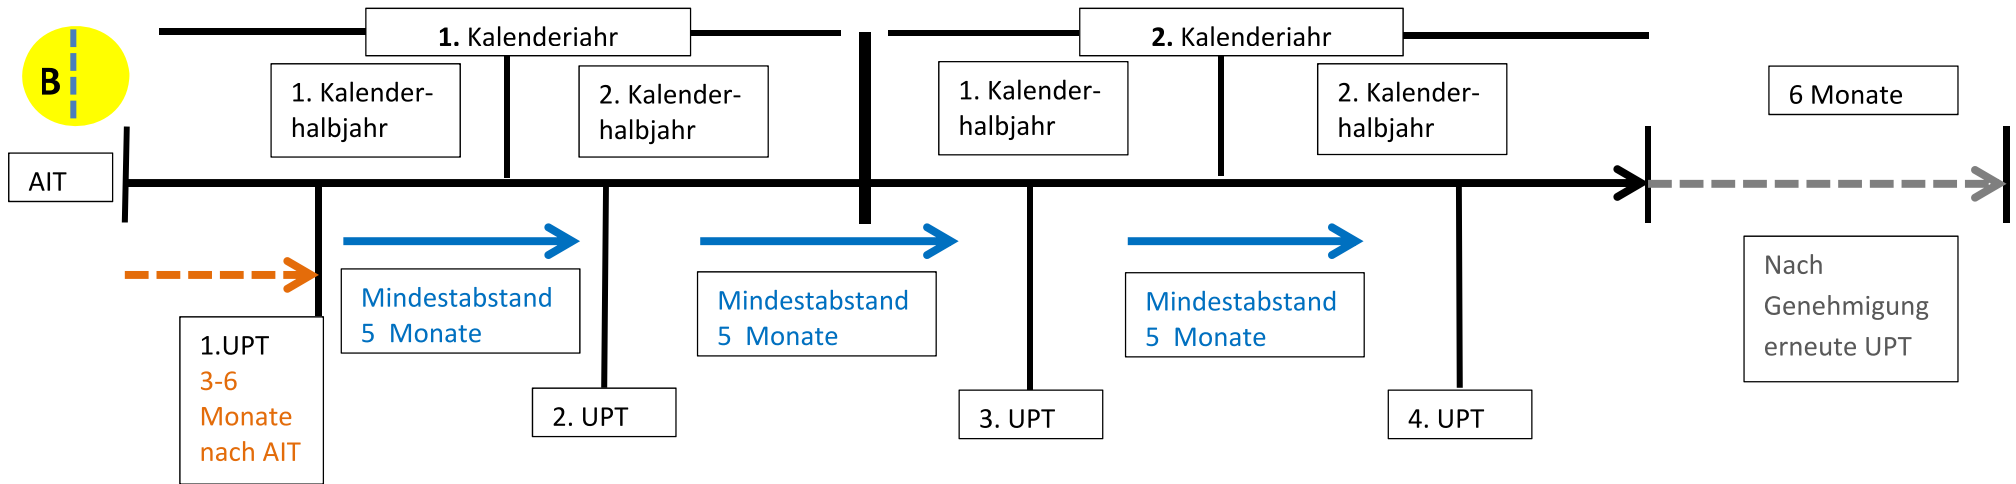 B
AIT
1. Kalenderiahr
1. Kalender-
halbjahr
2. Kalender-
halbjahr
2. Kalenderiahr
1. Kalender-
halbjahr
2. Kalender-
halbjahr
6 Monate
1.UPT
3-6
Monate
nach AIT
Mindestabstand
5 Monate
2. UPT
Mindestabstand
5 Monate
3. UPT
Mindestabstand
5 Monate
4. UPT
Nach
Genehmigung
erneute UPT